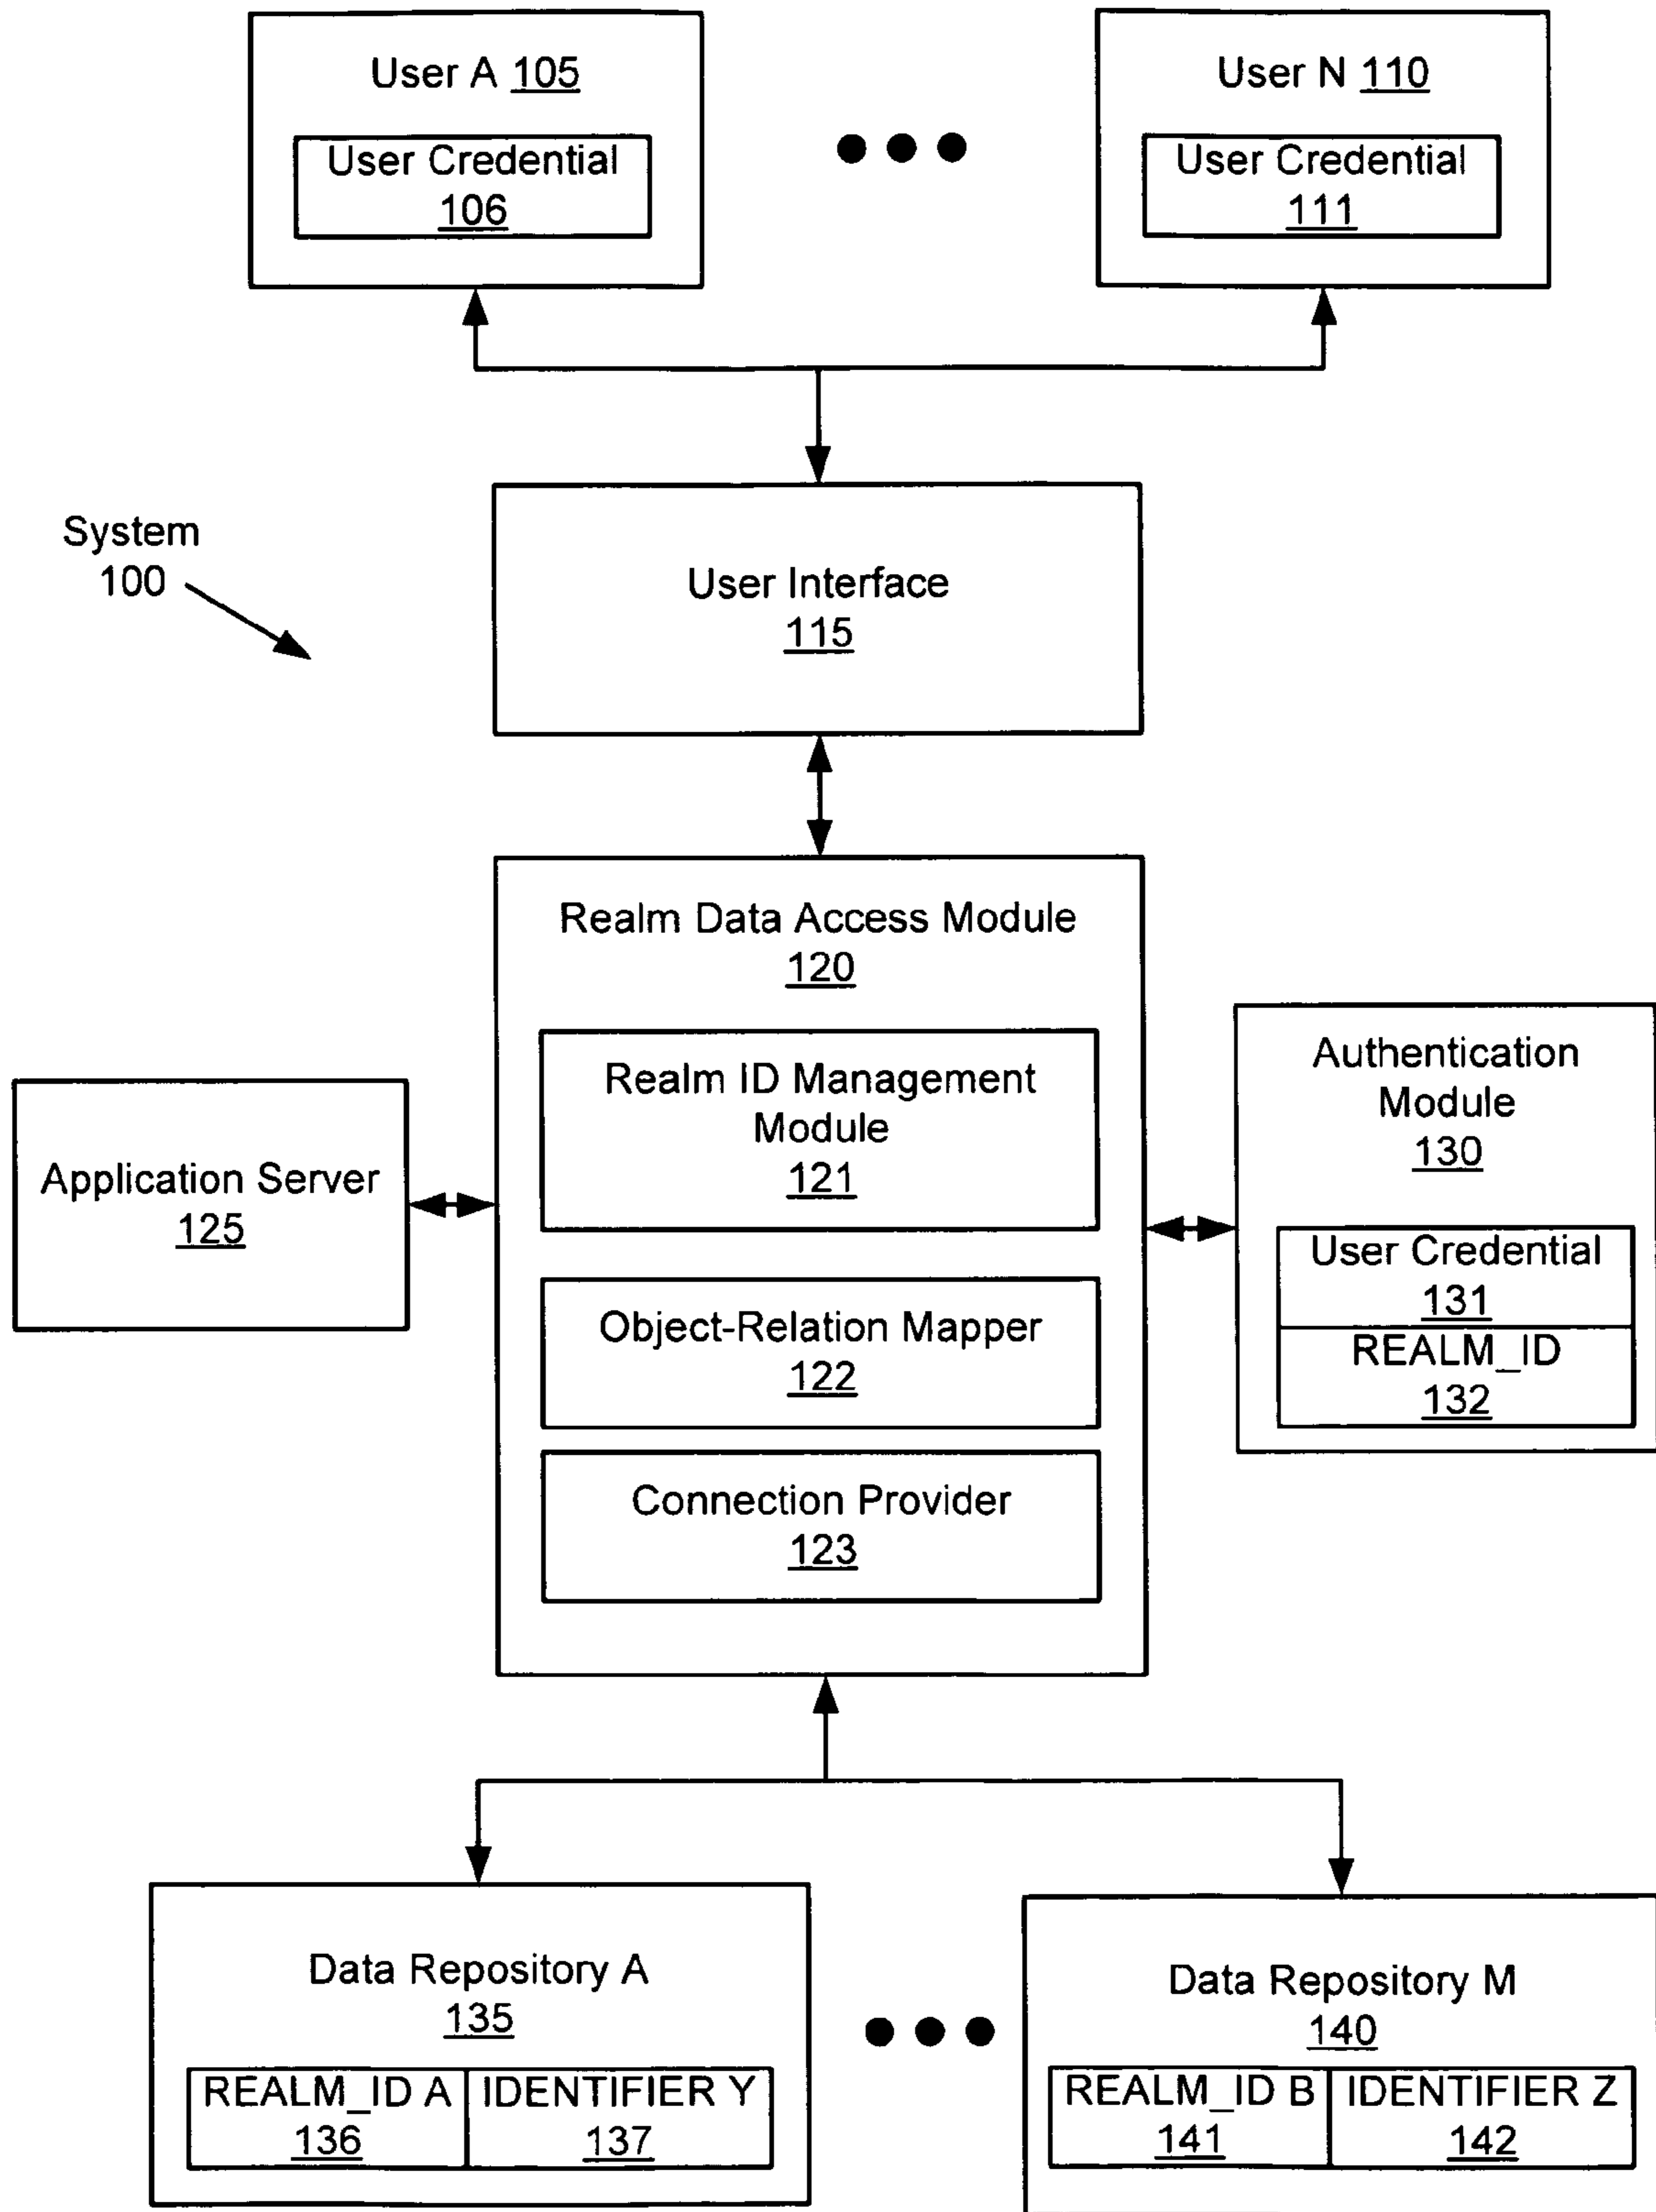 User A 105
User Credential
106
User N 110
User Credential
111
System
100
User Interface
115
Realm Data Access Module
120
Realm ID Management
Module
121
Object-Relation Mapper
122
Connection Provider
123
Application Server
125
Authentication
Module
130
User Credential
131
REALM_ID
132
Data Repository A
135
REALM_ID A
136
IDENTIFIER Y
137
Data Repository M
140
REALM_ID B
141
IDENTIFIER Z
142